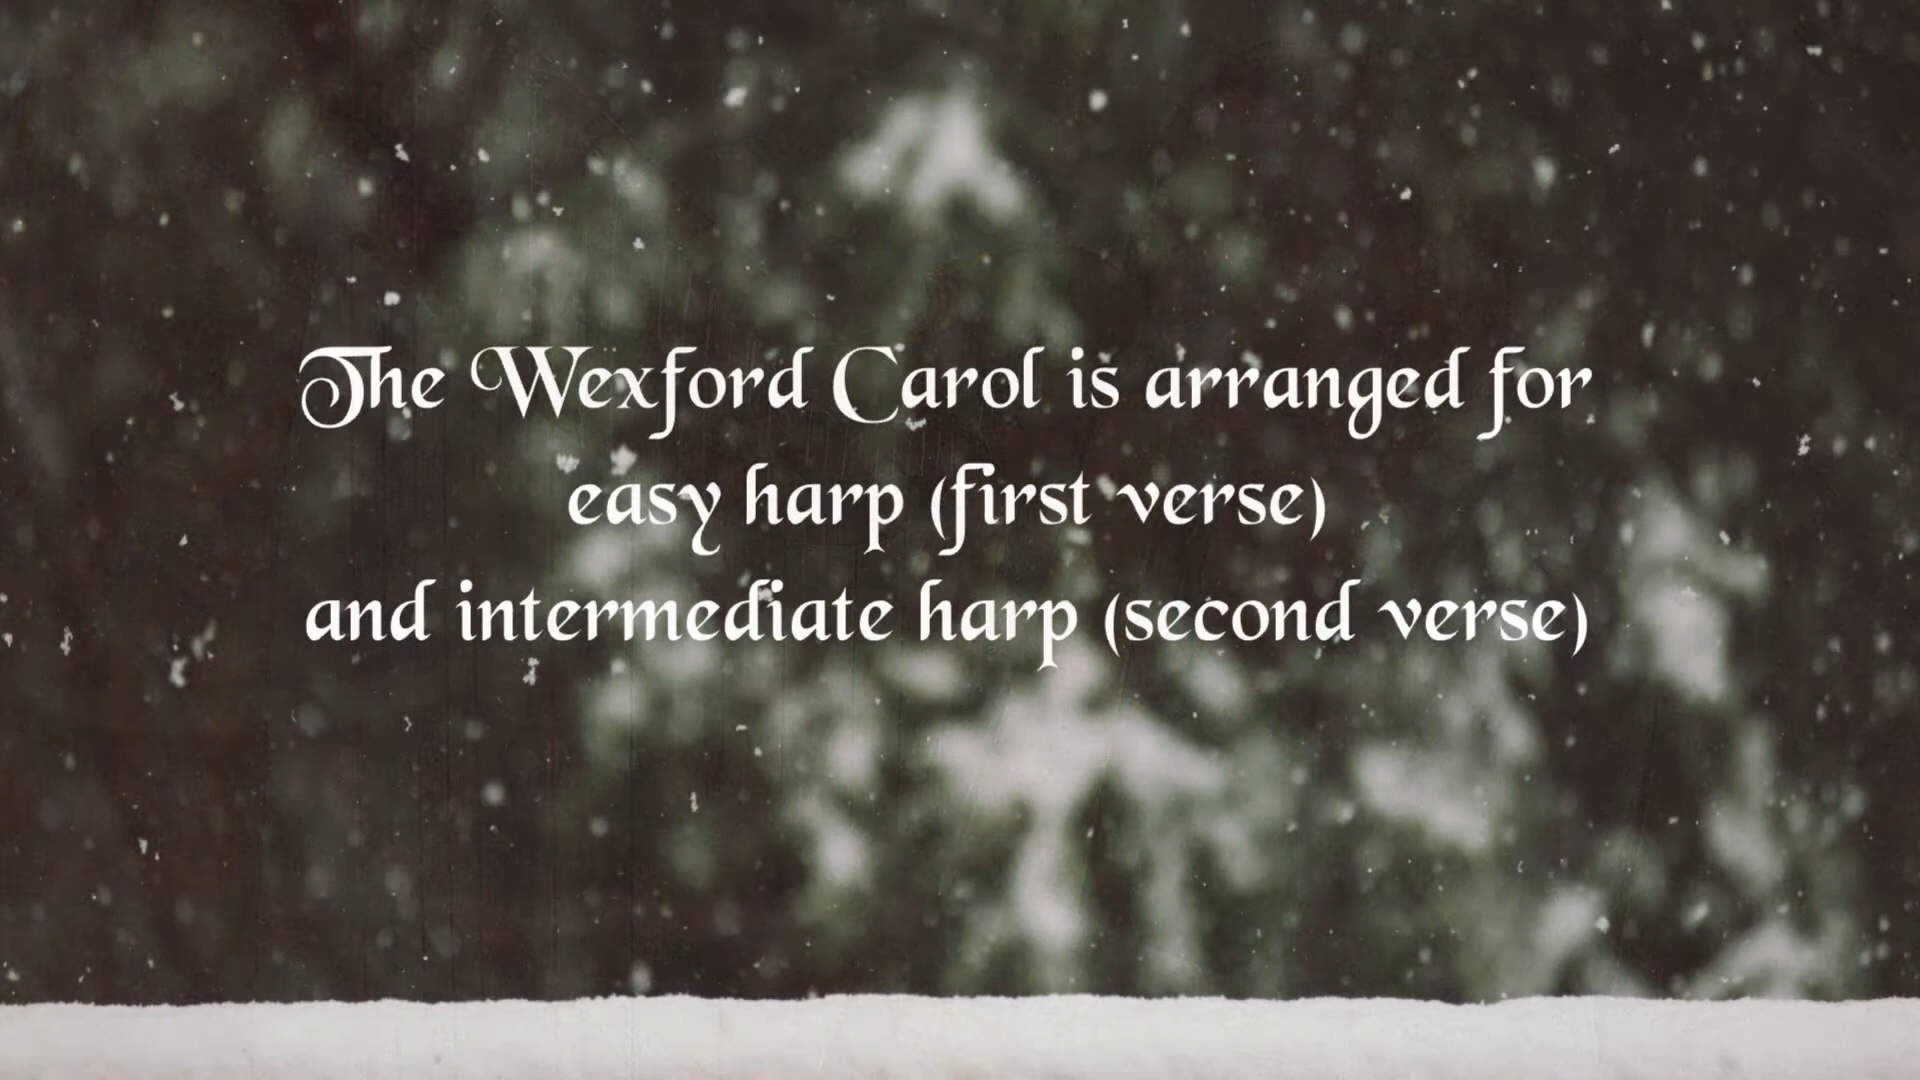 The Wexford Carol is arranged for
easy harp (first verse)
and intermediate harp (second verse)